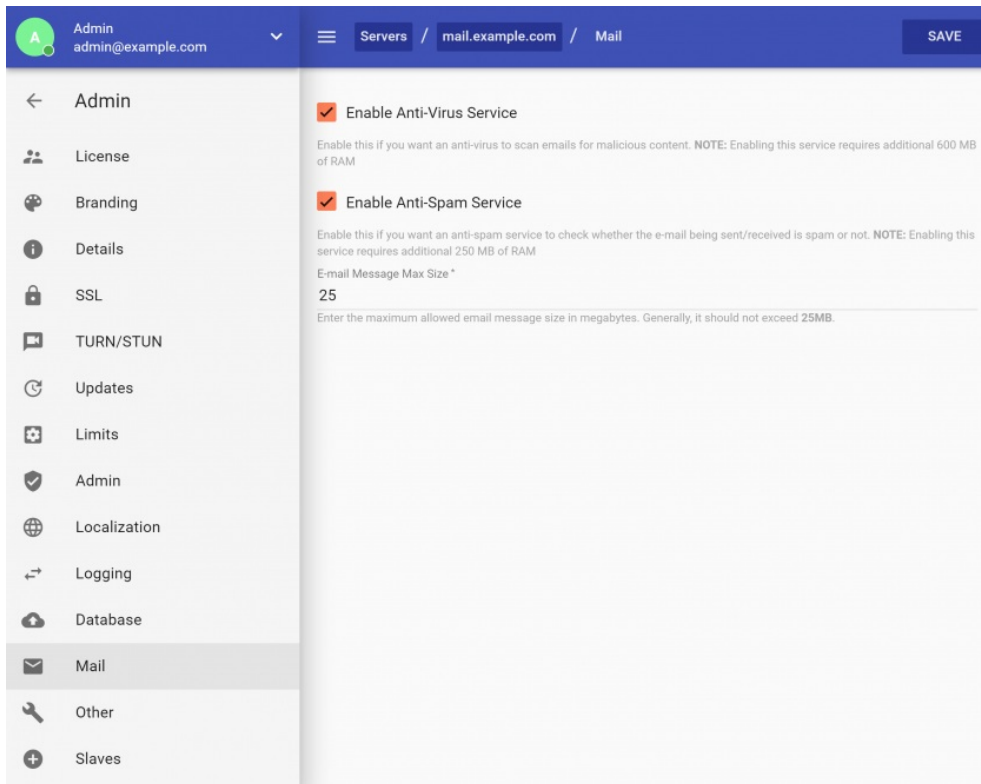 A
Admin
admin@example.com
Servers / mail.example.com / Mail
SAVE
Admin
License
Branding
Details
SSL
TURN/STUN
Updates
Limits
Admin
Localization
Logging
Database
Mail
Other
Slaves
Enable Anti-Virus Service
Enable this if you want an anti-virus to scan emails for malicious content. NOTE: Enabling this service requires additional 600 MB
of RAM
Enable Anti-Spam Service
Enable this if you want an anti-spam service to check whether the e-mail being sent/received is spam or not. NOTE: Enabling this
service requires additional 250 MB of RAM
E-mail Message Max Size *
25
Enter the maximum allowed email message size in megabytes. Generally, it should not exceed 25MB.